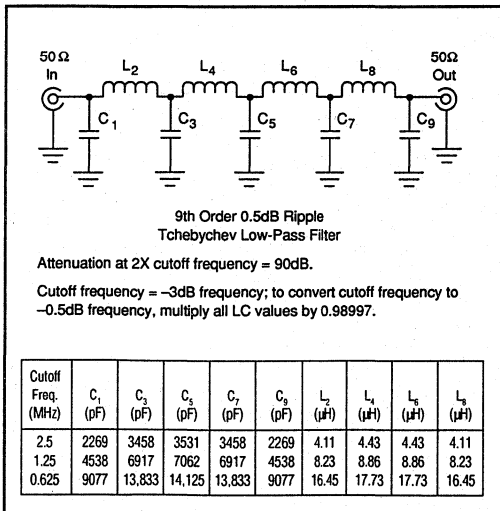 50Ω
In
L2
L4
L6
L8
50Ω
Out
C1
C3
C5
C7
C9
9th Order 0.5dB Ripple
Tchebychev Low-Pass Filter
Attenuation at 2X cutoff frequency = 90dB.
Cutoff frequency = –3dB frequency; to convert cutoff frequency to
–0.5dB frequency, multiply all LC values by 0.98997.
Cutoff Freq. (MHz) C1 (pF) C3 (pF) C5 (pF) C7 (pF) C9 (pF) L2 (µH) L4 (µH) L6 (µH) L8 (µH)
2.5 2269 3458 3531 3458 2269 4.11 4.43 4.43 4.11
1.25 4538 6917 7062 6917 4538 8.23 8.86 8.86 8.23
0.625 9077 13,833 14,125 13,833 9077 16.45 17.73 17.73 16.45